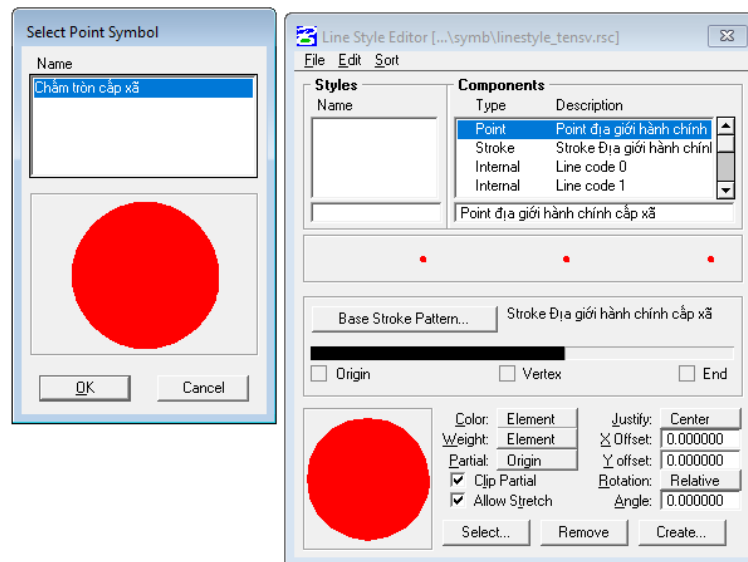 Select Point Symbol
Name
Chấm tròn cấp xã
OK
Cancel
Line Style Editor [...\symb\linestyle_tensv.rsc]
File Edit Sort
Styles
Name
Components
Type Description
Point Point địa giới hành chính
Stroke Stroke Địa giới hành chính
Internal Line code 0
Internal Line code 1
Point địa giới hành chính cấp xã
Base Stroke Pattern...
Stroke Địa giới hành chính cấp xã
Origin
Vertex
End
Color: Element
Justify: Center
Weight: Element
X Offset: 0.000000
Partial: Origin
Y offset: 0.000000
Clip Partial
Rotation: Relative
Allow Stretch
Angle: 0.000000
Select...
Remove
Create...